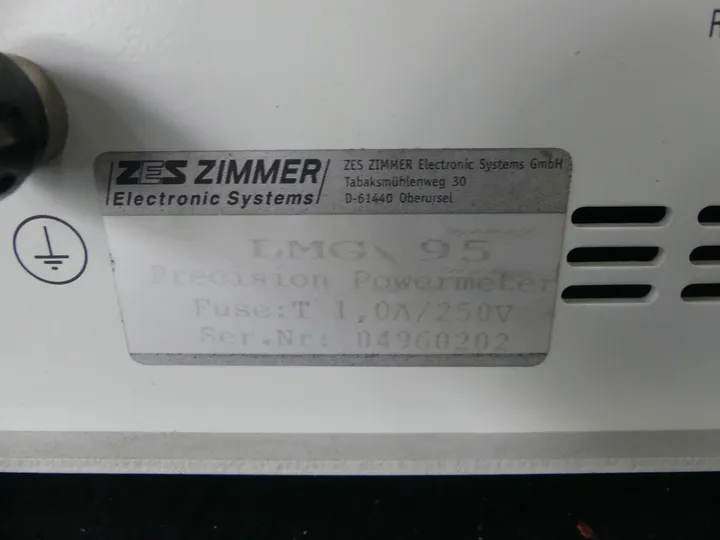 R
ZES ZIMMER
Electronic Systems
ZES ZIMMER Electronic Systems GmbH
Tabaksmühlenweg 30
D-61440 Oberursel
LMG 95
Precision Powermeter
Fuse:T 1,0A/250V
Ser.Nr: 04960202